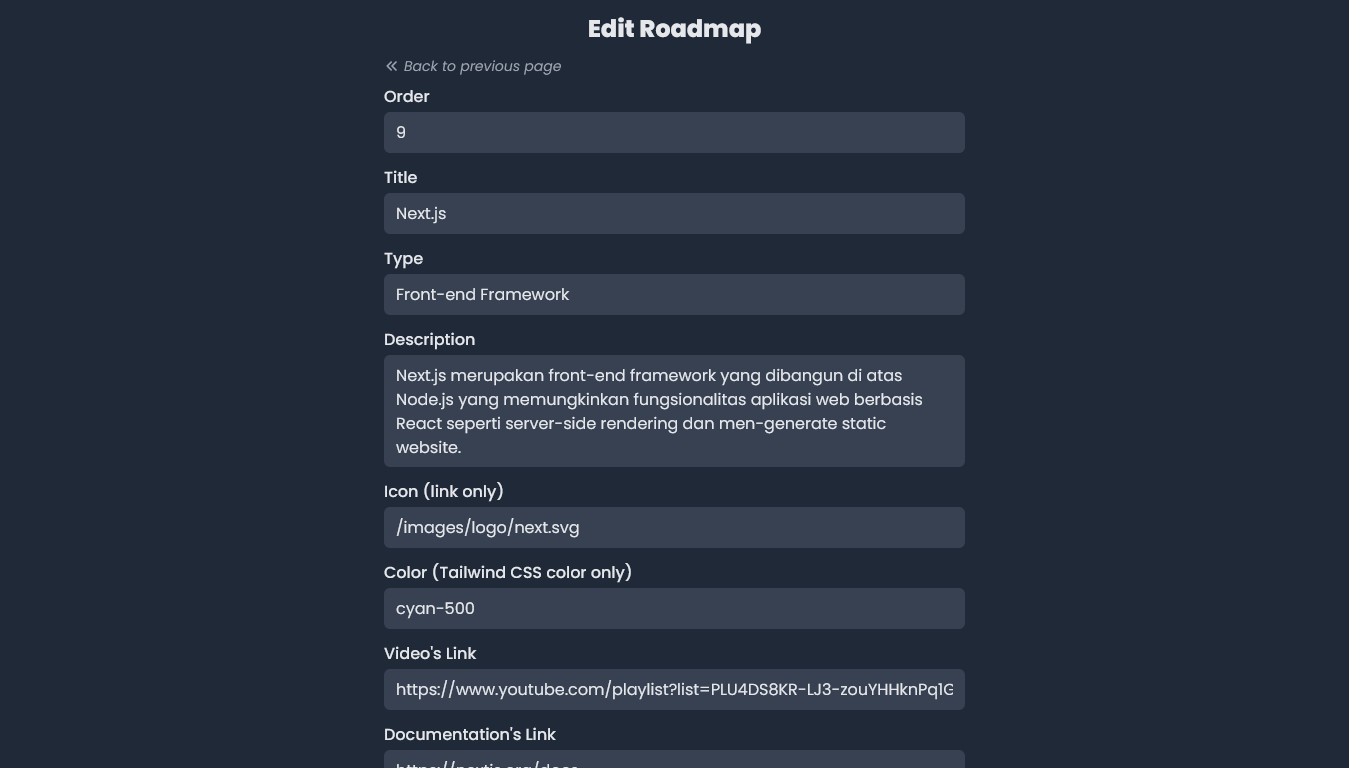 Edit Roadmap
Back to previous page
Order
9
Title
Next.js
Type
Front-end Framework
Description
Next.js merupakan front-end framework yang dibangun di atas
Node.js yang memungkinkan fungsionalitas aplikasi web berbasis
React seperti server-side rendering dan men-generate static
website.
Icon (link only)
/images/logo/next.svg
Color (Tailwind CSS color only)
cyan-500
Video's Link
https://www.youtube.com/playlist?list=PLU4DS8KR-LJ3-zouYHHknPq1G
Documentation's Link